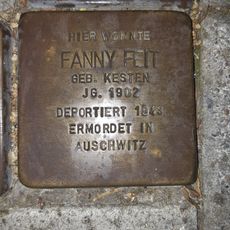 HIER WOHNTE
FANNY FEIT
GEB. KESTEN
JG. 1902
DEPORTIERT 1943
ERMORDET IN
AUSCHWITZ